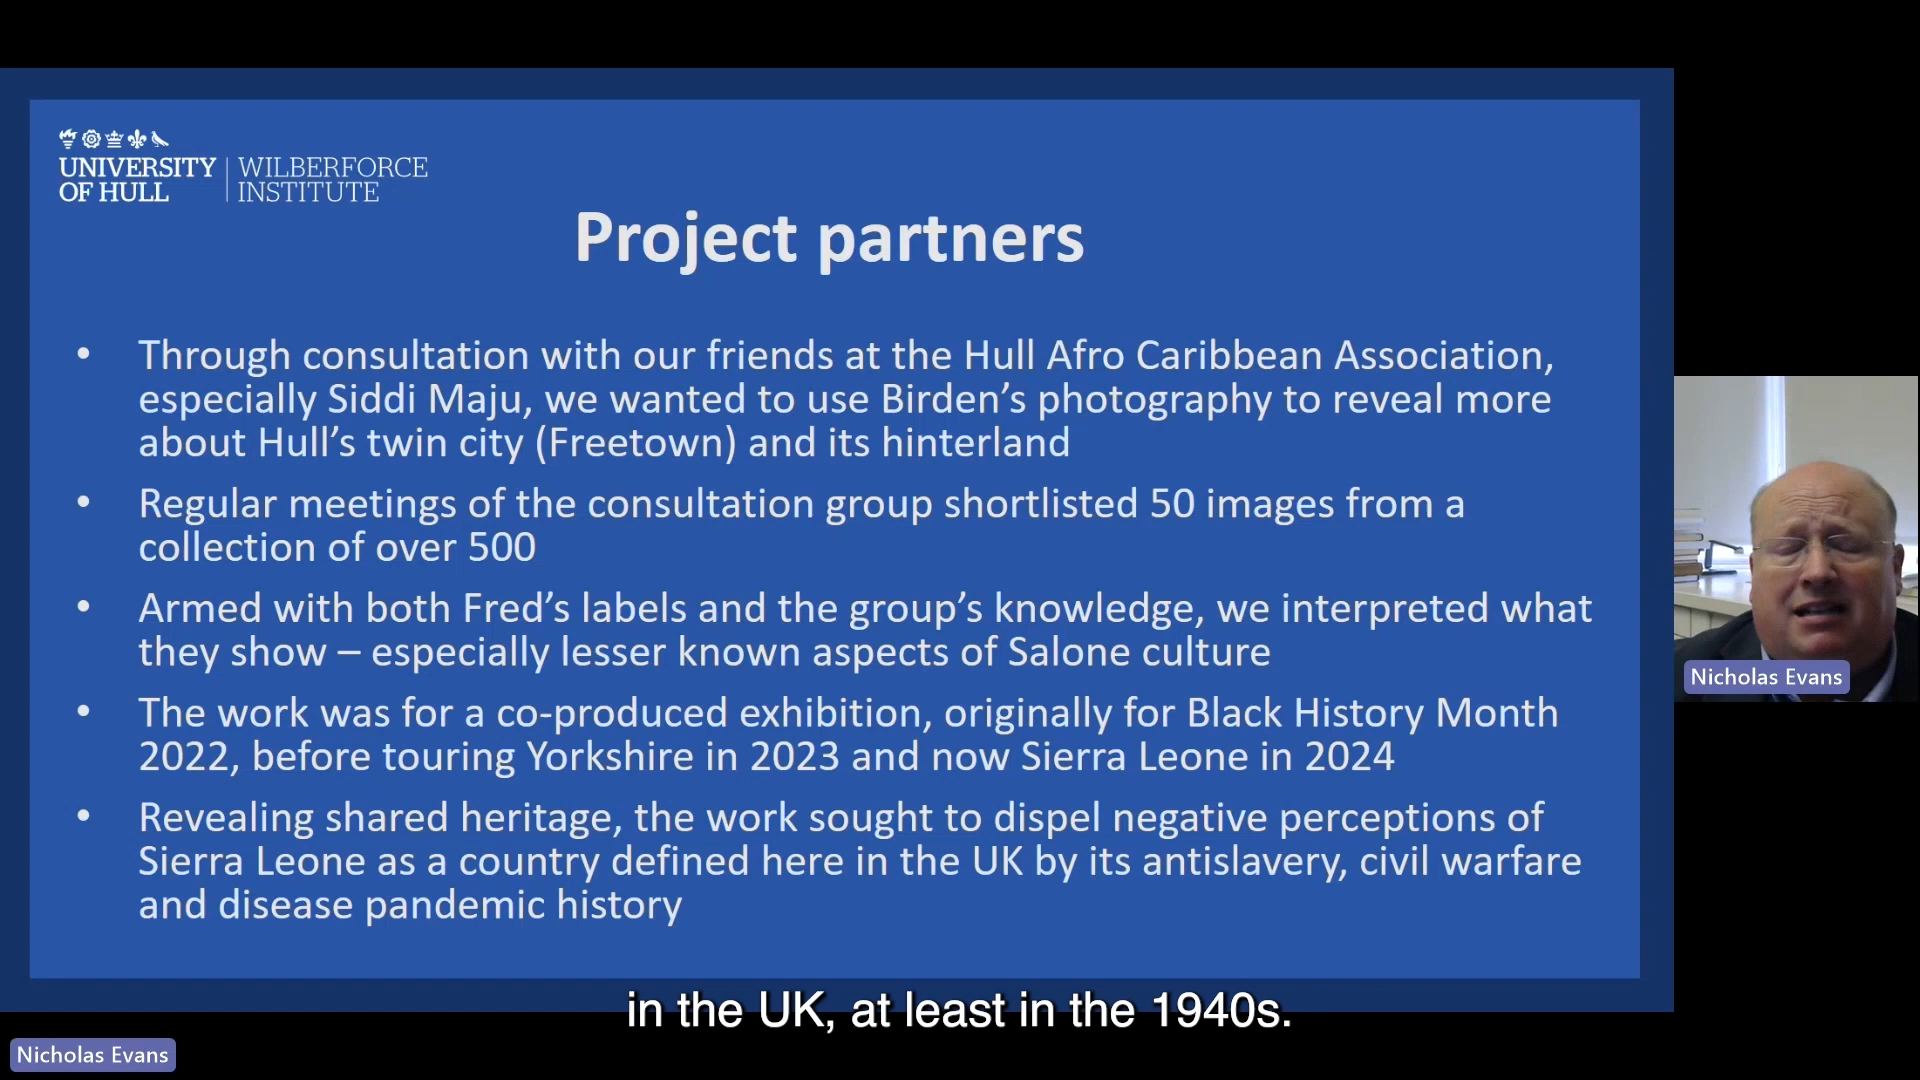 UNIVERSITY OF HULL
WILBERFORCE INSTITUTE
Project partners
• Through consultation with our friends at the Hull Afro Caribbean Association,
especially Siddi Maju, we wanted to use Birden’s photography to reveal more
about Hull’s twin city (Freetown) and its hinterland
• Regular meetings of the consultation group shortlisted 50 images from a
collection of over 500
• Armed with both Fred’s labels and the group’s knowledge, we interpreted what
they show – especially lesser known aspects of Salone culture
• The work was for a co-produced exhibition, originally for Black History Month
2022, before touring Yorkshire in 2023 and now Sierra Leone in 2024
• Revealing shared heritage, the work sought to dispel negative perceptions of
Sierra Leone as a country defined here in the UK by its antislavery, civil warfare
and disease pandemic history
Nicholas Evans
in the UK, at least in the 1940s.
Nicholas Evans